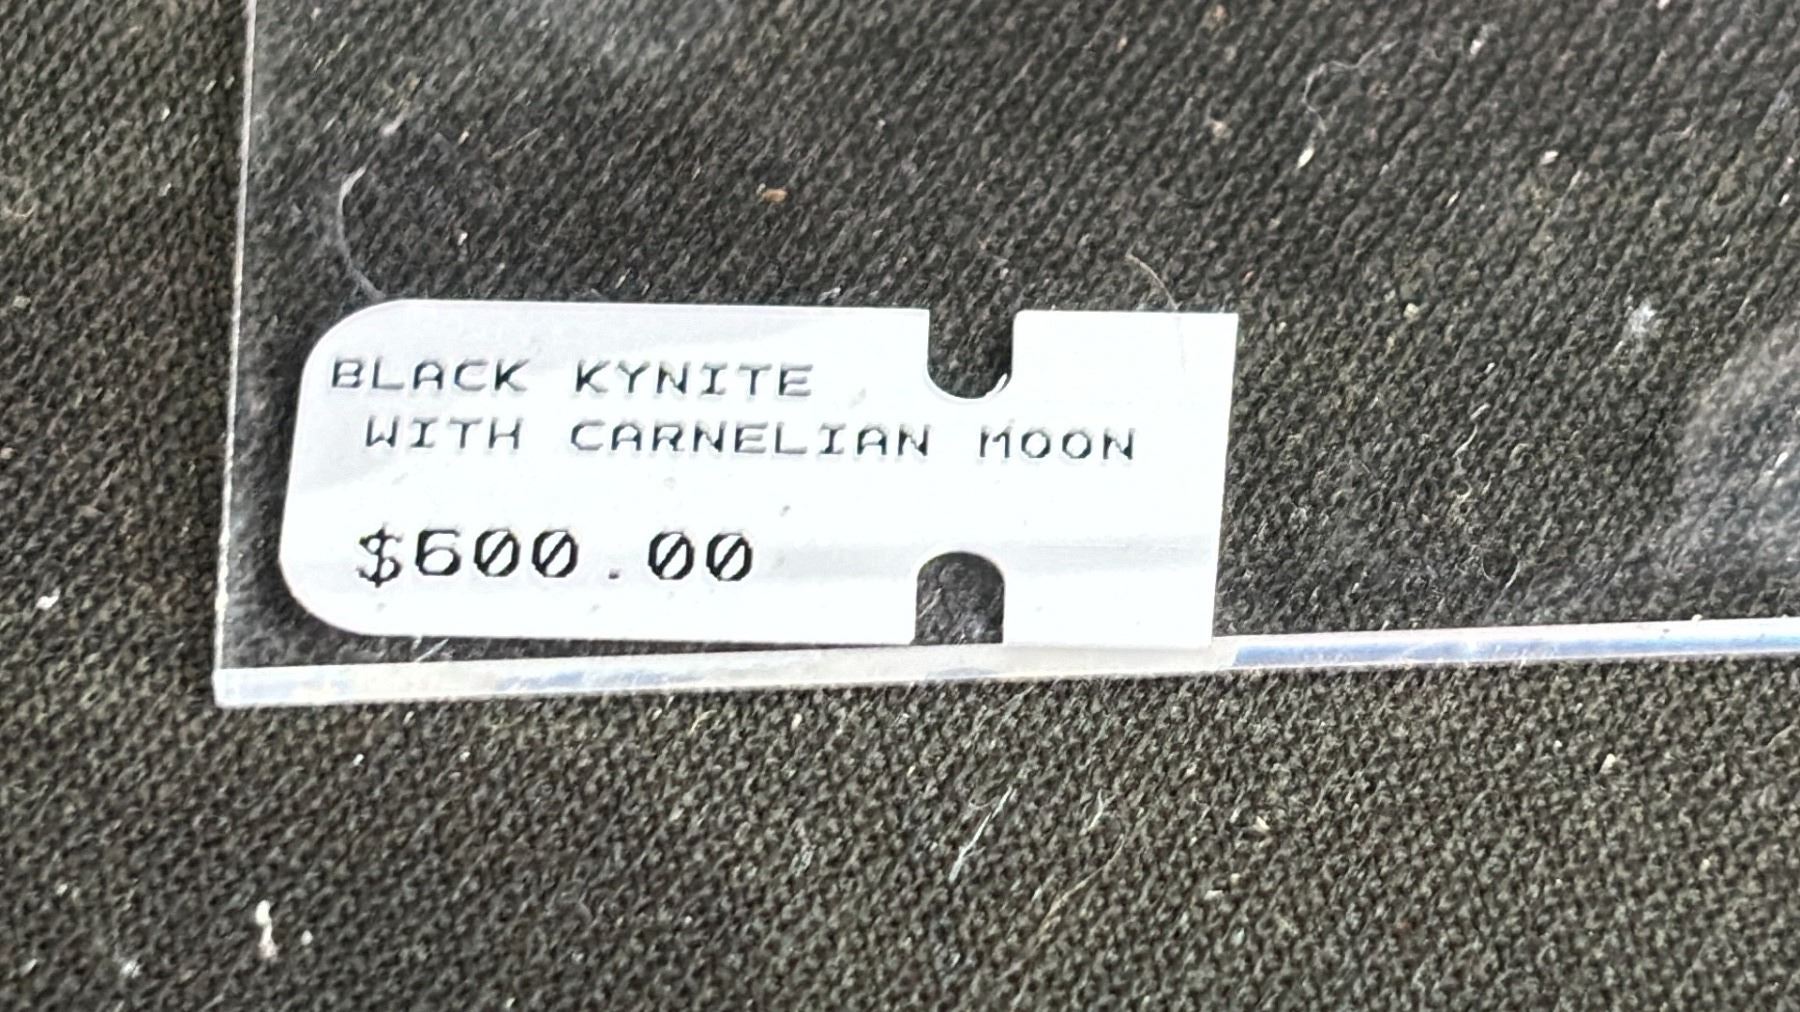 BLACK KYNITE
WITH CARNELIAN MOON
$600.00